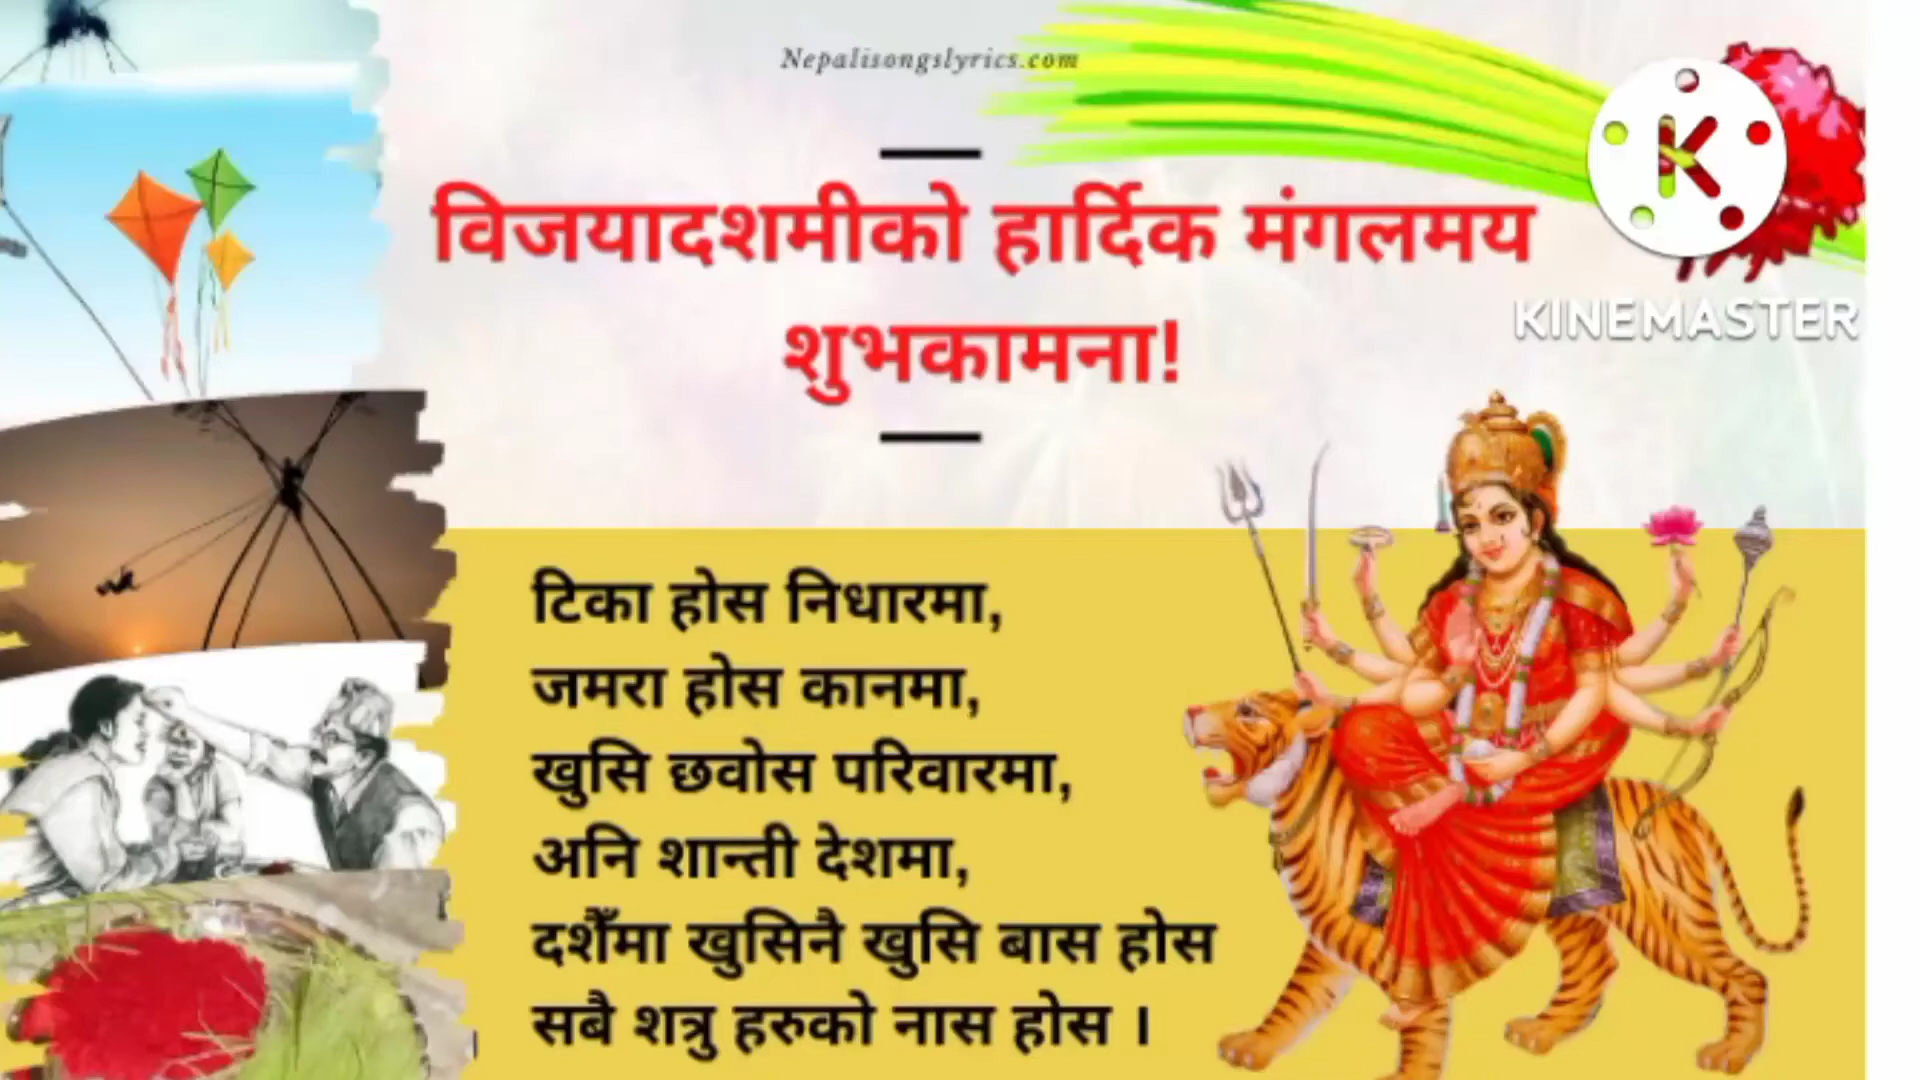 Nepalisongslyrics.com
विजयादशमीको हार्दिक मंगलमय
शुभकामना!
K
KINEMASTER
टिका होस निधारमा,
जमरा होस कानमा,
खुसि छवोस परिवारमा,
अनि शान्ती देशमा,
दशैँमा खुसिनै खुसि बास होस
सबै शत्रु हरुको नास होस ।